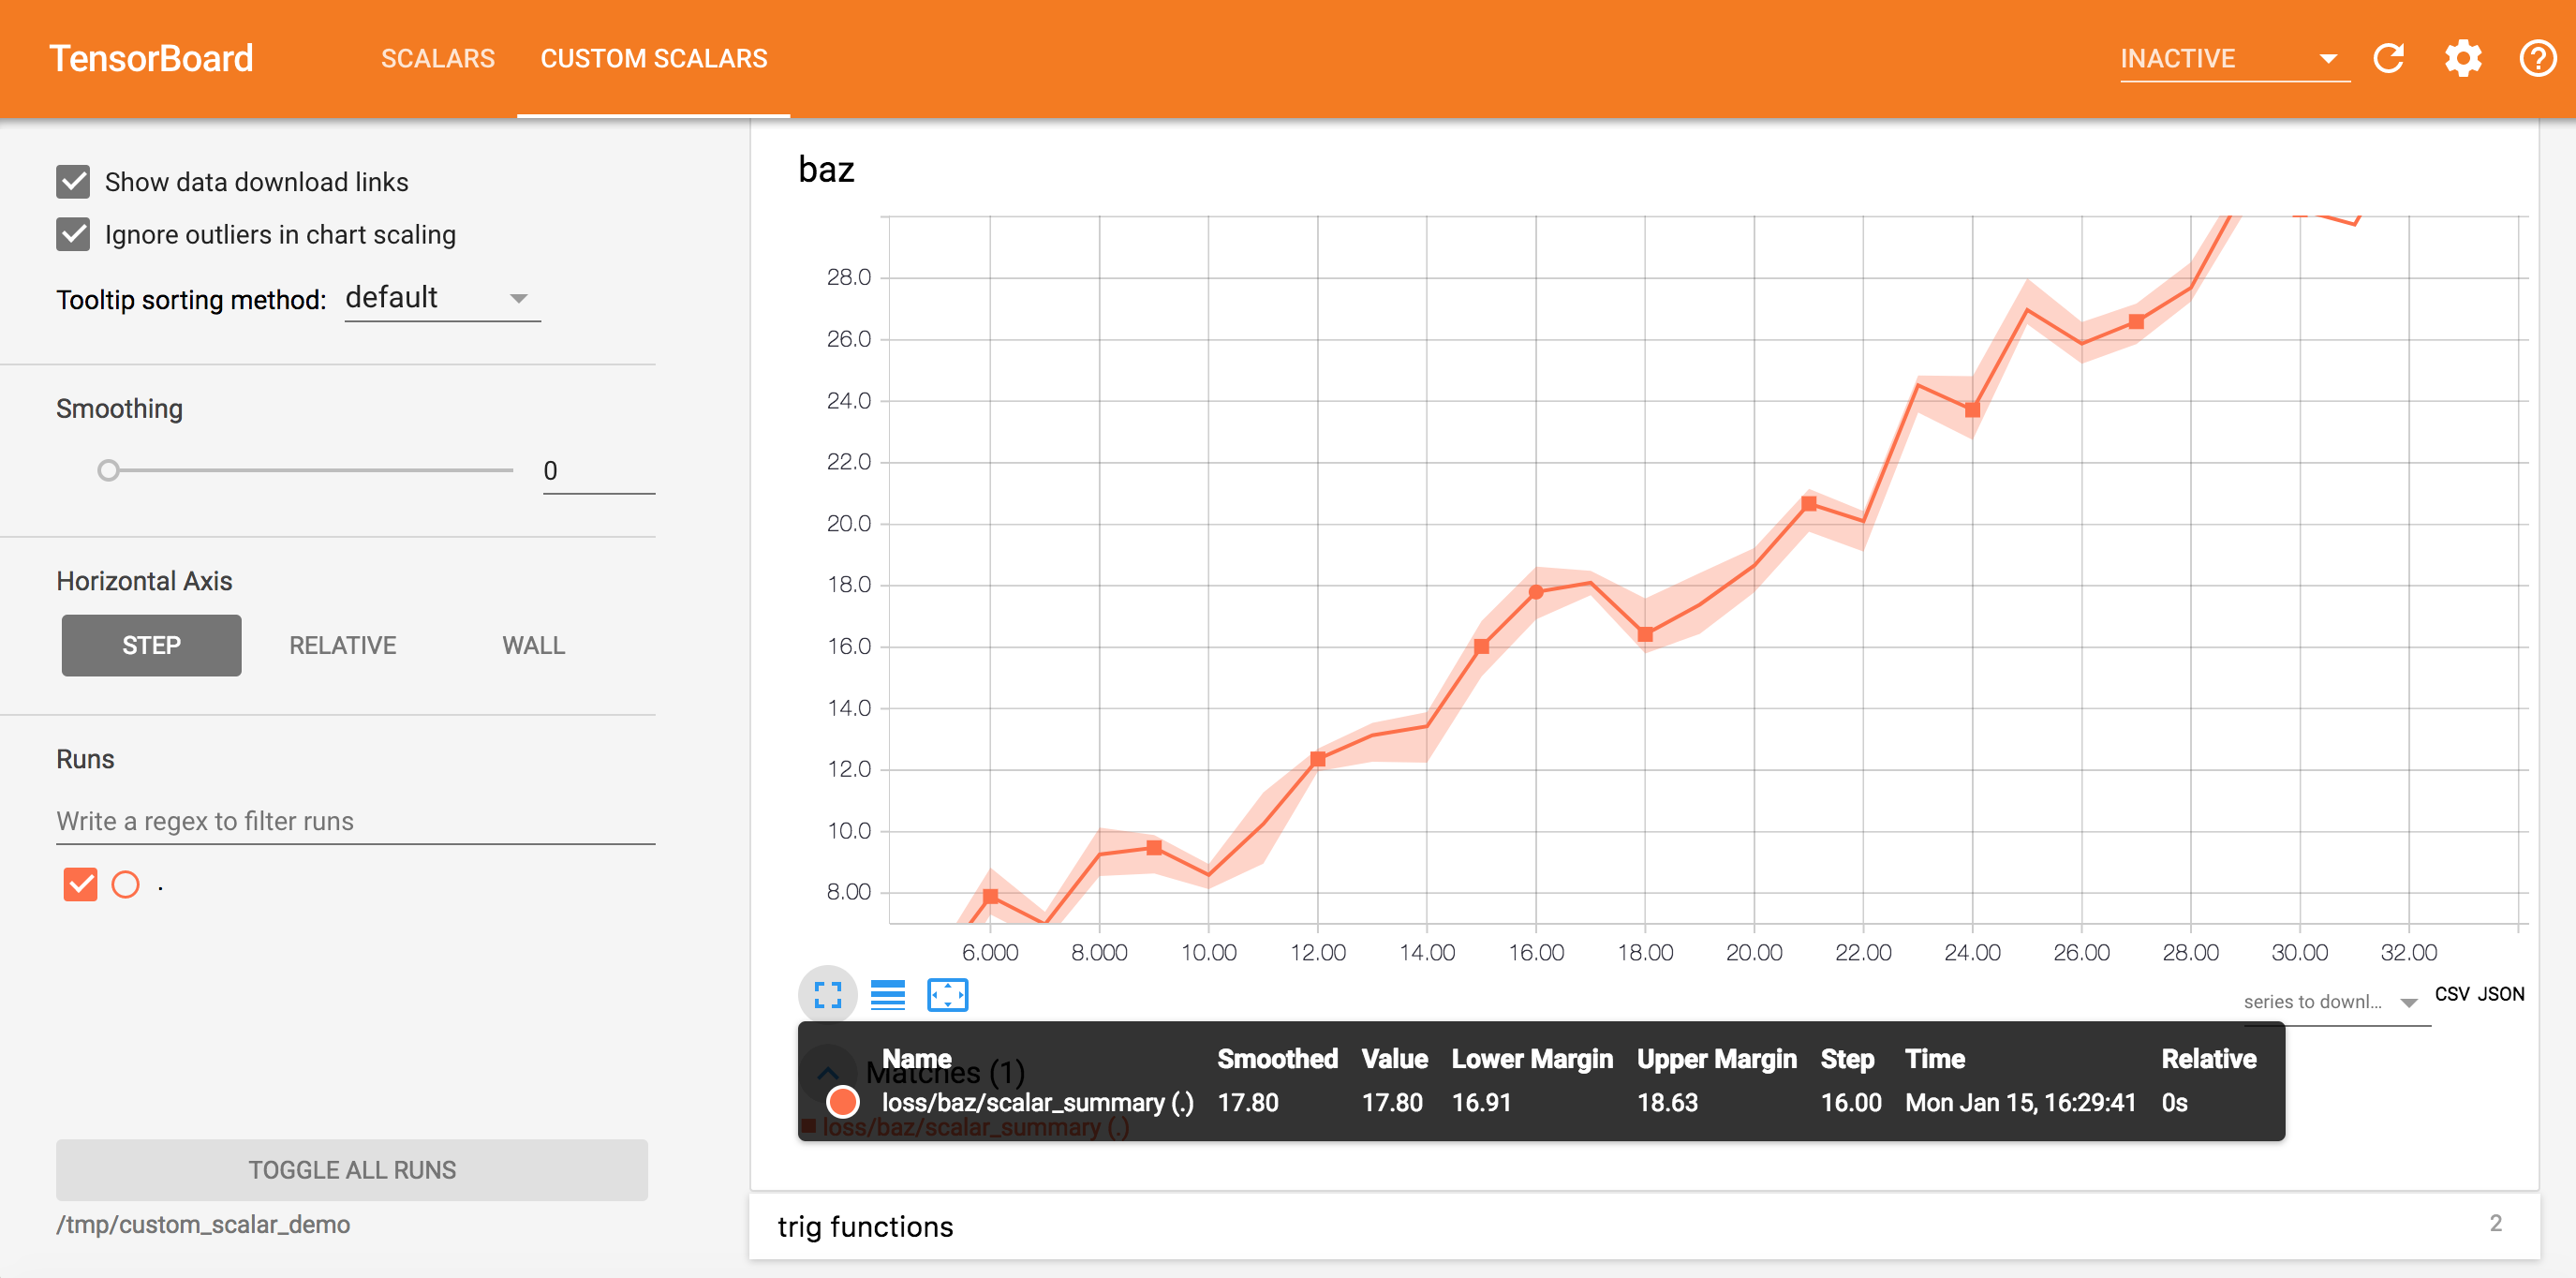 TensorBoard SCALARS CUSTOM SCALARS INACTIVE
Show data download links
Ignore outliers in chart scaling
Tooltip sorting method: default
Smoothing
0
Horizontal Axis
STEP RELATIVE WALL
Runs
Write a regex to filter runs
.
TOGGLE ALL RUNS
/tmp/custom_scalar_demo
baz
28.0
26.0
24.0
22.0
20.0
18.0
16.0
14.0
12.0
10.0
8.00
6.000 8.000 10.00 12.00 14.00 16.00 18.00 20.00 22.00 24.00 26.00 28.00 30.00 32.00
series to downl... CSV JSON
Name Smoothed Value Lower Margin Upper Margin Step Time Relative
Matches (1)
loss/baz/scalar_summary (.) 17.80 17.80 16.91 18.63 16.00 Mon Jan 15, 16:29:41 0s
loss/baz/scalar_summary (.)
trig functions 2